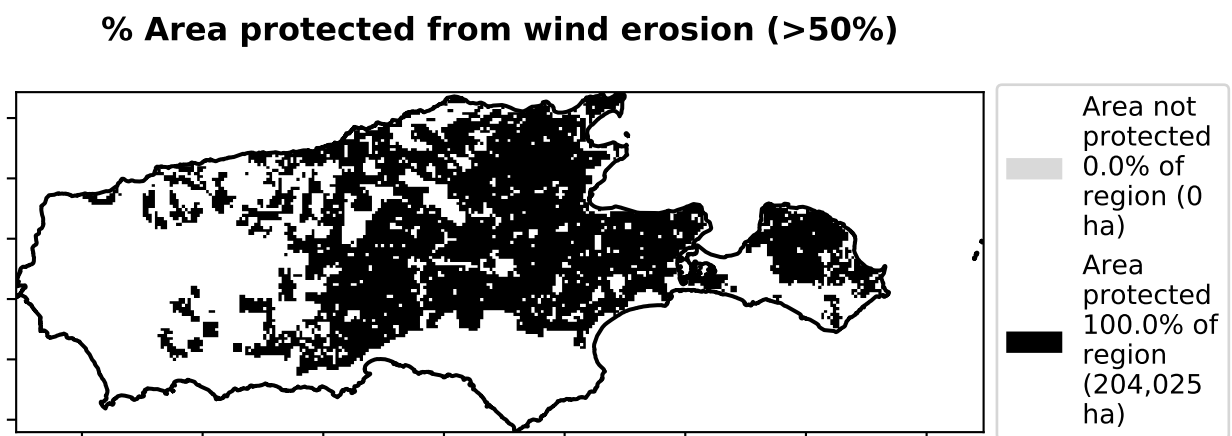 % Area protected from wind erosion (>50%)
Area not
protected
0.0% of
region (0
ha)
Area
protected
100.0% of
region
(204,025
ha)